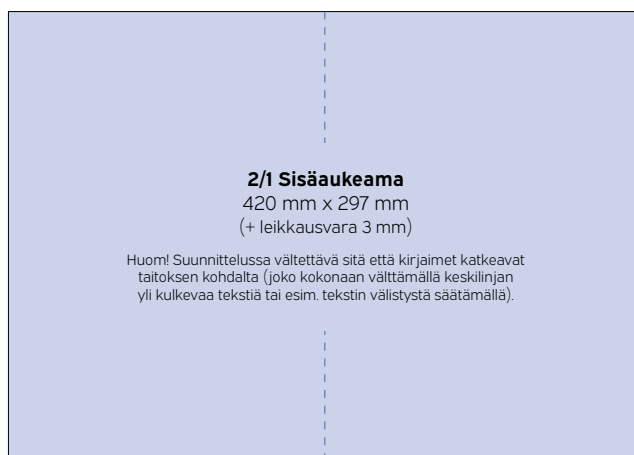 2/1 Sisäaukeama
420 mm x 297 mm
(+ leikkausvara 3 mm)
Huom! Suunnittelussa vältettävä sitä että kirjaimet katkeavat
taitoksen kohdalta (joko kokonaan välttämällä keskilinjan
yli kulkevaa tekstiä tai esim. tekstin välistystä säätämällä).